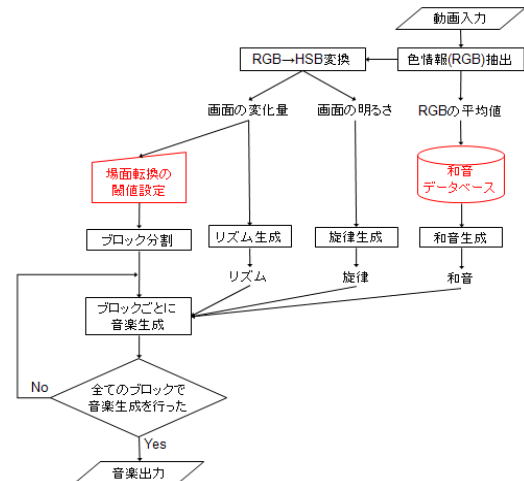 動画入力
RGB→HSB変換
色情報(RGB)抽出
画面の変化量
画面の明るさ
RGBの平均値
場面転換の
閾値設定
和音
データベース
ブロック分割
リズム生成
旋律生成
和音生成
リズム
旋律
和音
ブロックごとに
音楽生成
No
全てのブロックで
音楽生成を行った
Yes
音楽出力